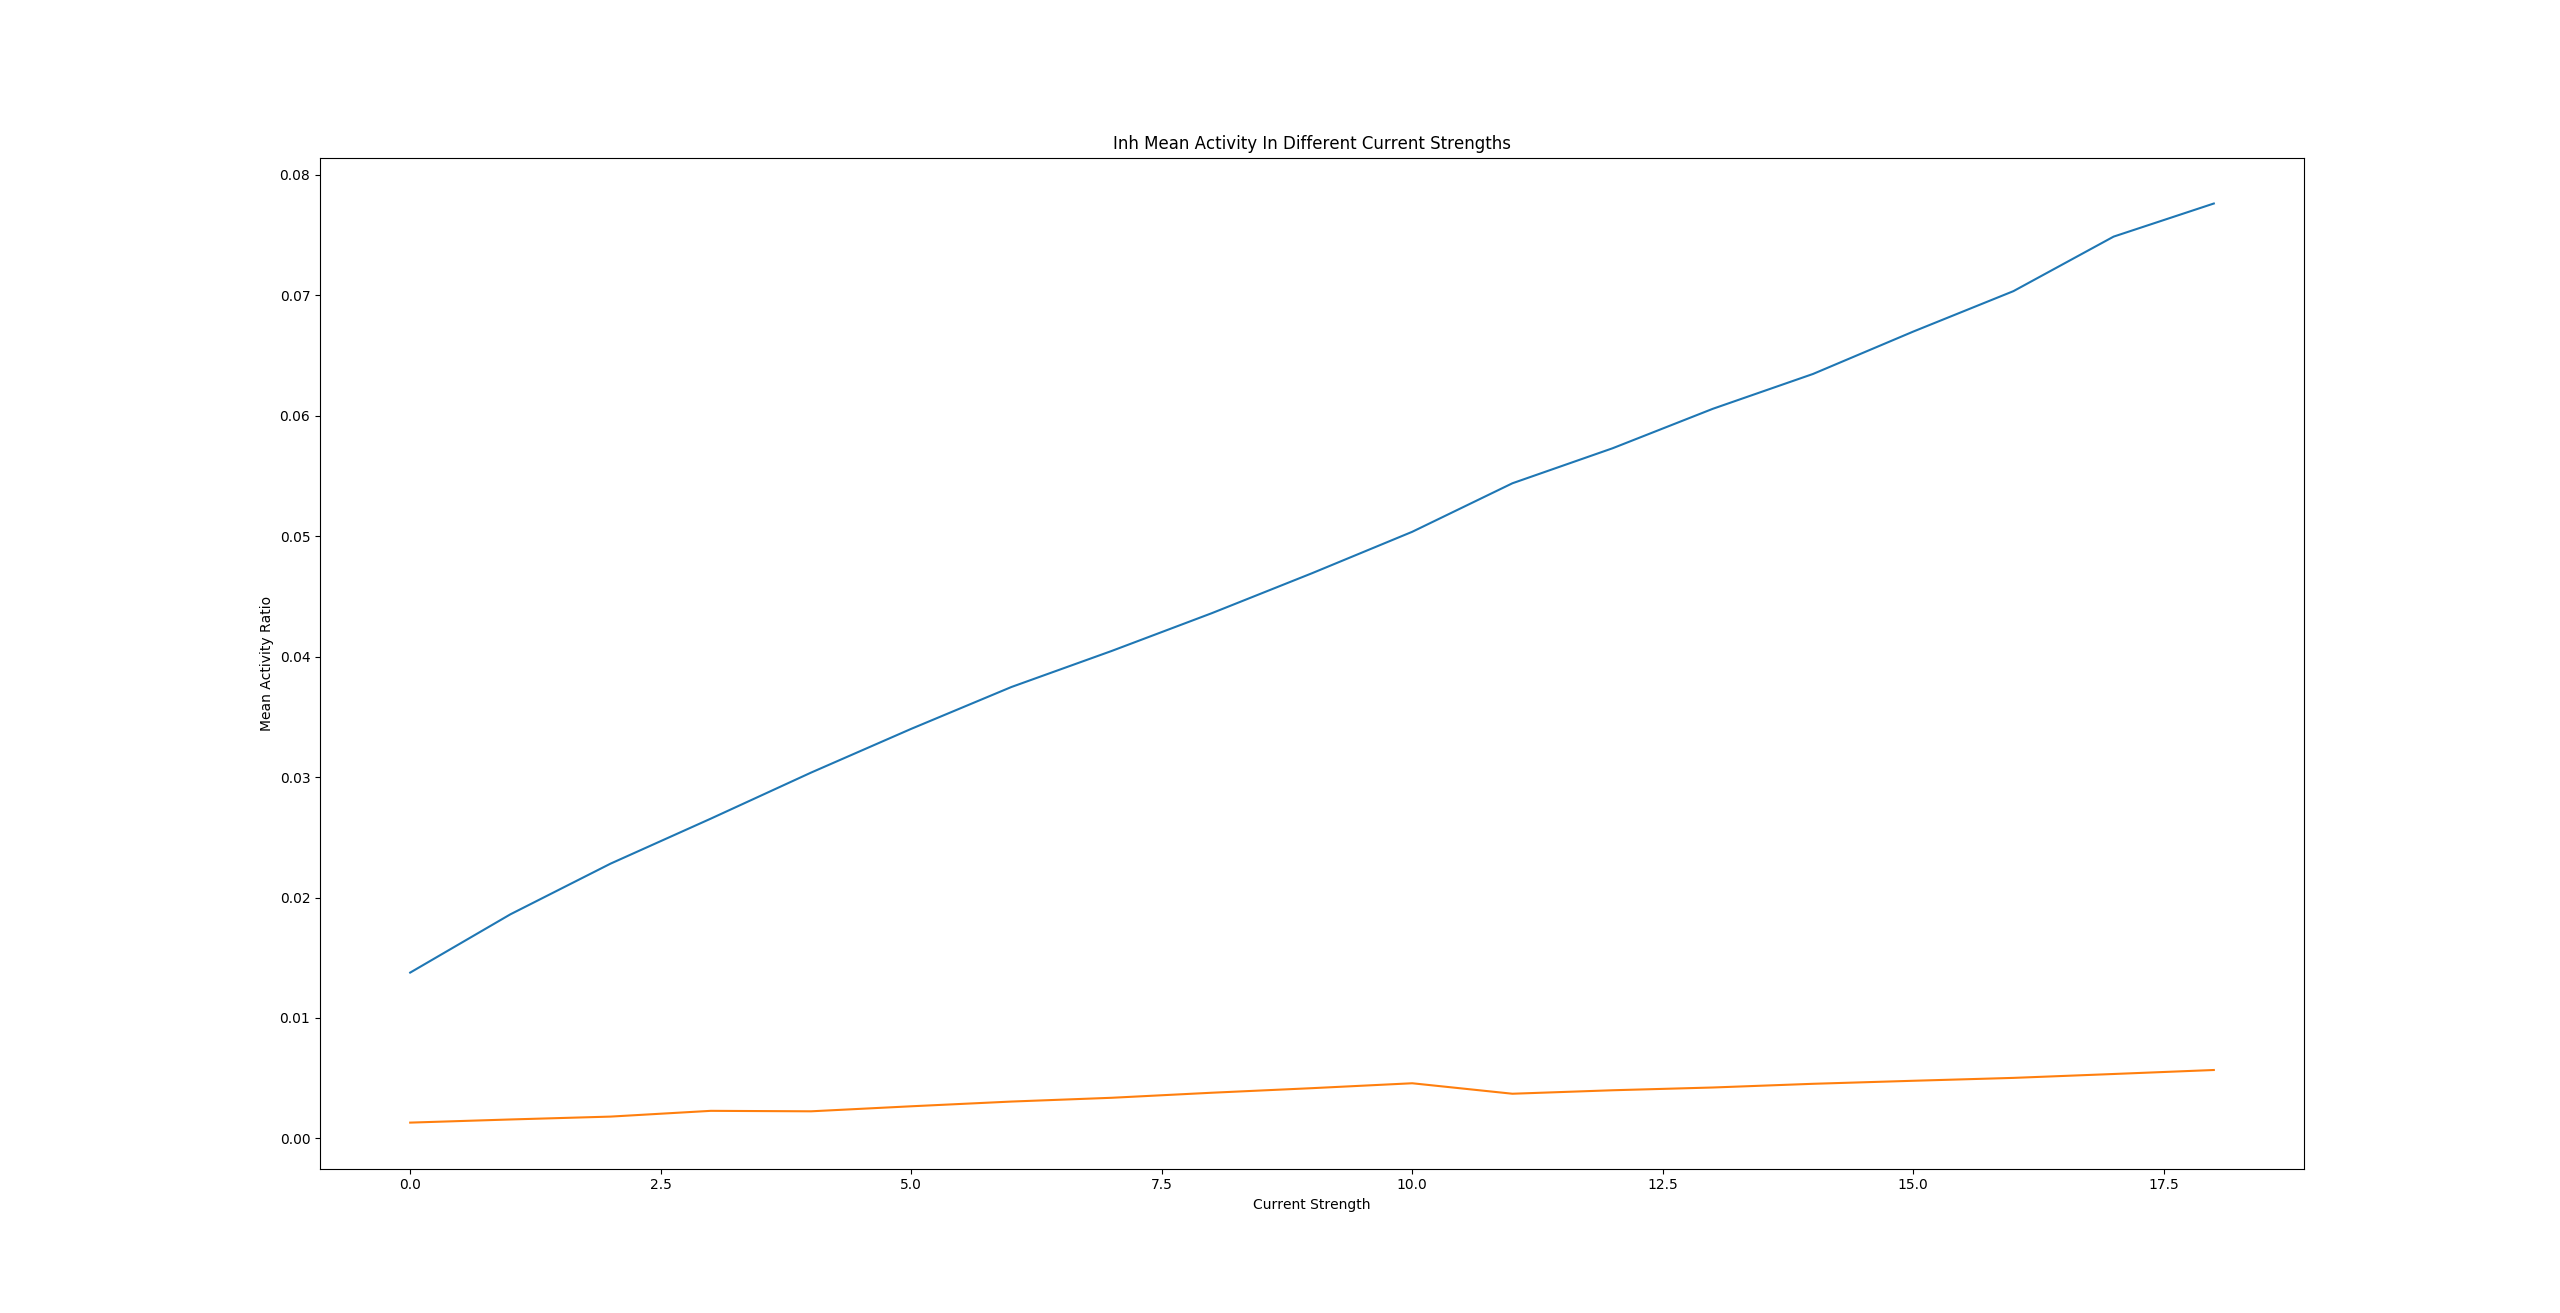 Inh Mean Activity In Different Current Strengths
0.08
0.07
0.06
0.05
0.04
0.03
0.02
0.01
0.00
Mean Activity Ratio
0.0 2.5 5.0 7.5 10.0 12.5 15.0 17.5
Current Strength